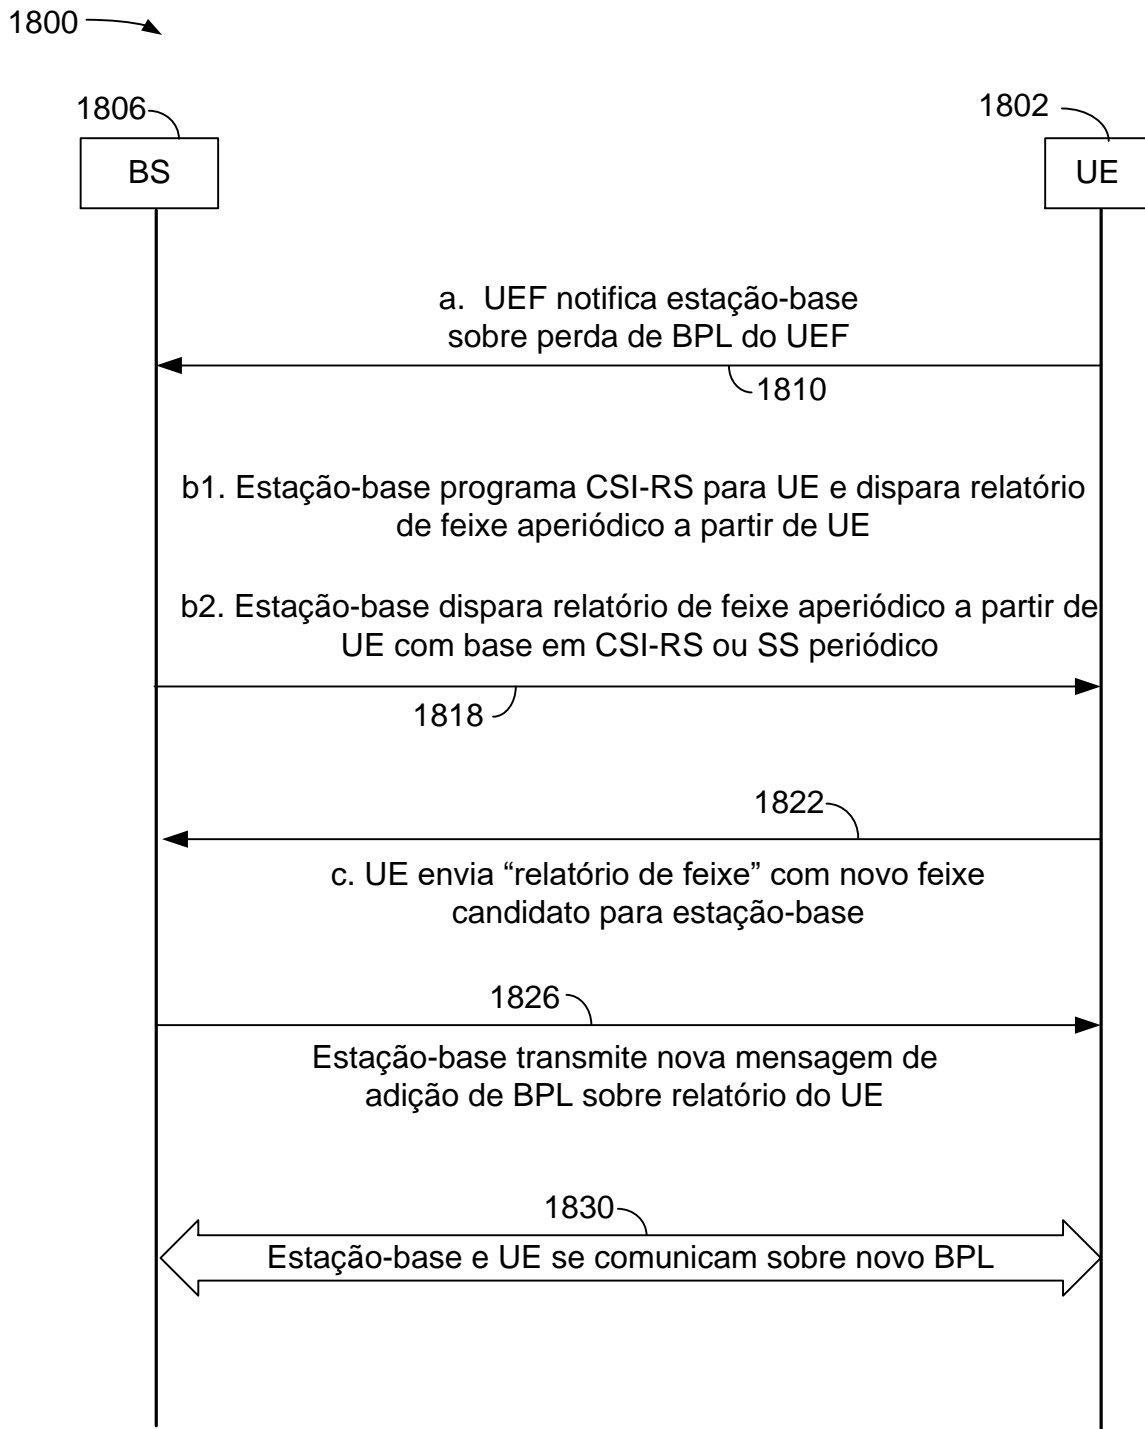 1800
1806
1802
BS
UE
a. UEF notifica estação-base
sobre perda de BPL do UEF
1810
b1. Estação-base programa CSI-RS para UE e dispara relatório
de feixe aperiódico a partir de UE
b2. Estação-base dispara relatório de feixe aperiódico a partir de
UE com base em CSI-RS ou SS periódico
1818
1822
c. UE envia “relatório de feixe” com novo feixe
candidato para estação-base
1826
Estação-base transmite nova mensagem de
adição de BPL sobre relatório do UE
1830
Estação-base e UE se comunicam sobre novo BPL